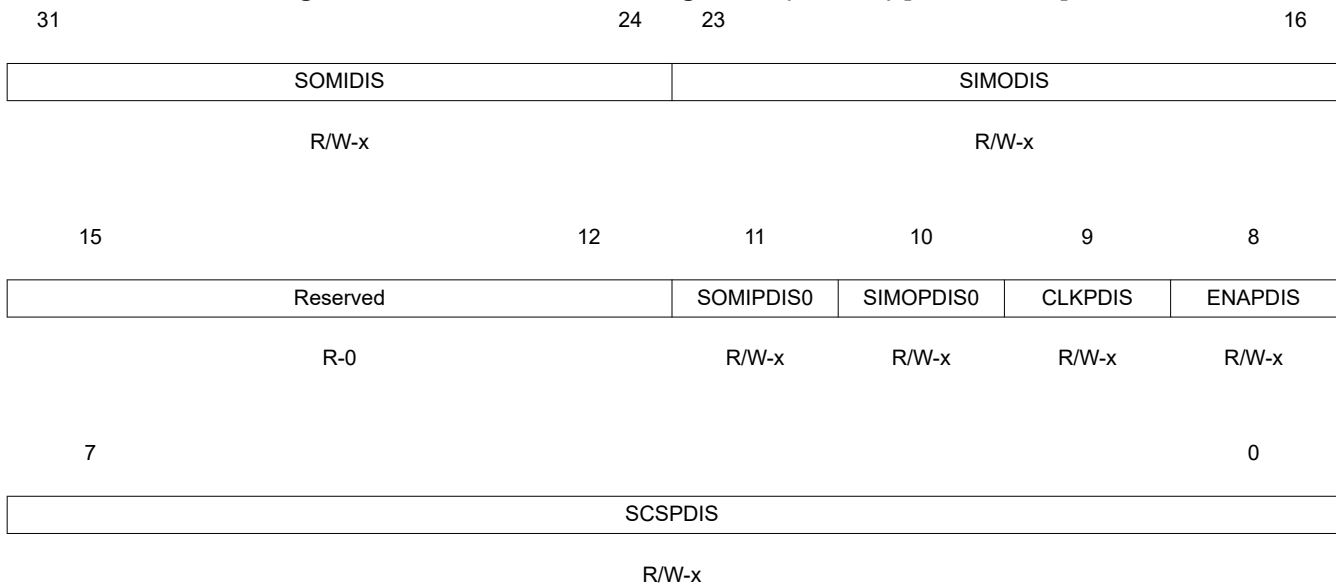 31 24 23 16
SOMIDIS SIMODIS
R/W-x R/W-x
15 12 11 10 9 8
Reserved SOMIPDIS0 SIMOPDIS0 CLKPDIS ENAPDIS
R-0 R/W-x R/W-x R/W-x R/W-x
7 0
SCSPDIS
R/W-x